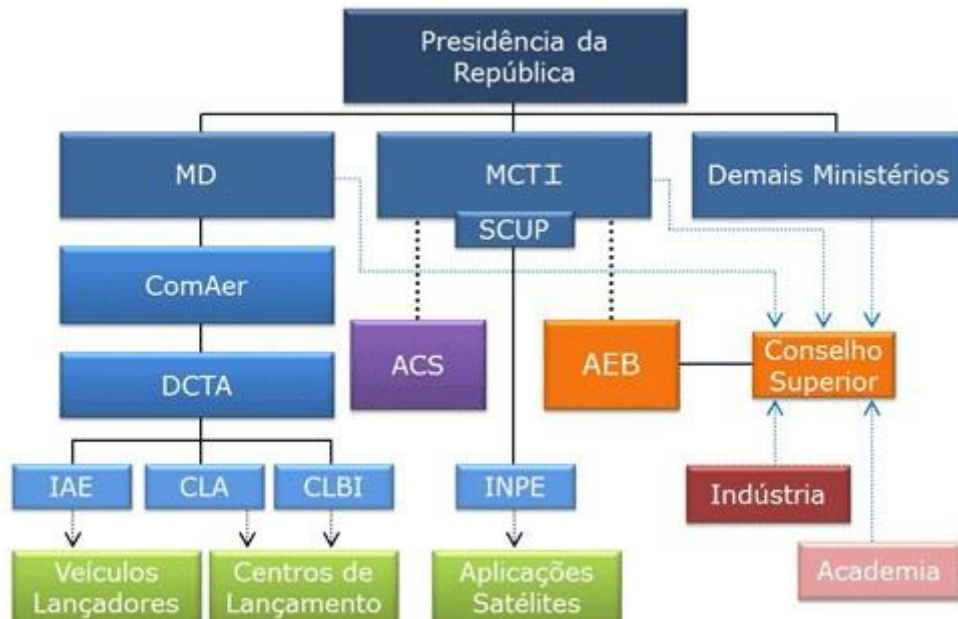 Presidência da
República
MD
MCTI
Demais Ministérios
SCUP
ComAer
ACS
AEB
Conselho
Superior
DCTA
IAE
CLA
CLBI
INPE
Indústria
Veículos
Lançadores
Centros de
Lançamento
Aplicações
Satélites
Academia